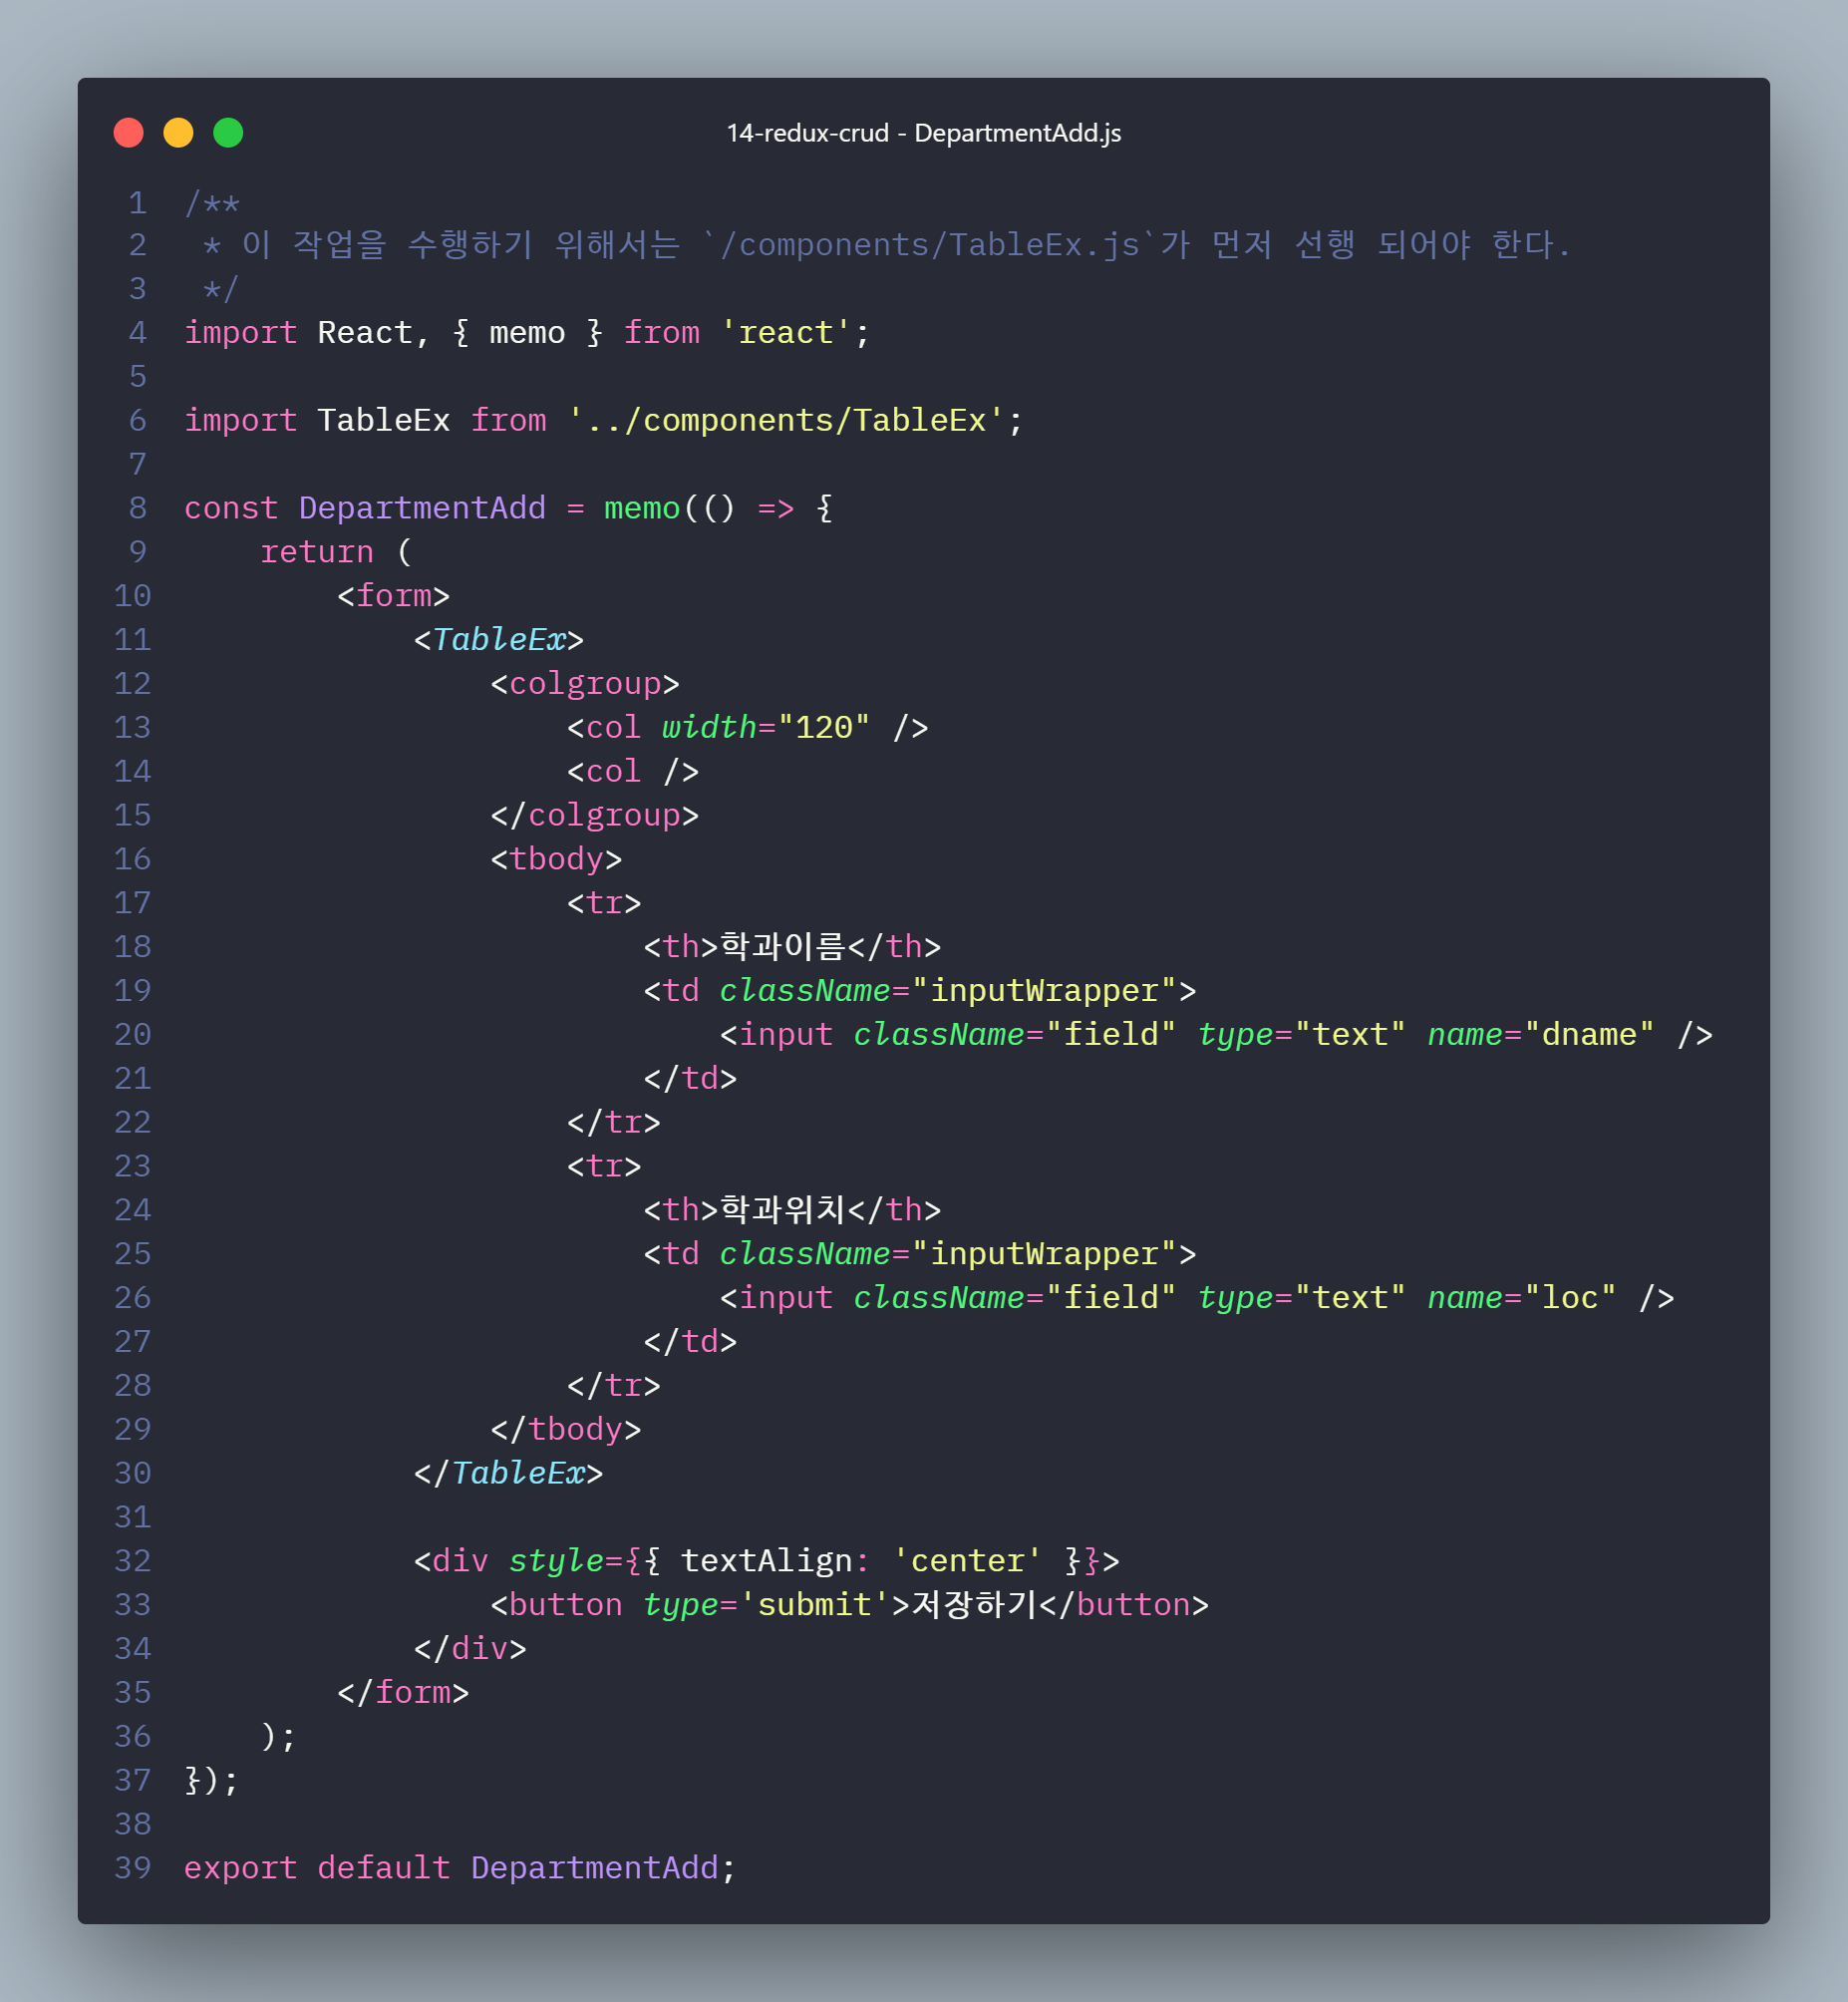 14-redux-crud - DepartmentAdd.js
1 /**
2  * 이 작업을 수행하기 위해서는 `/components/TableEx.js`가 먼저 선행 되어야 한다.
3  */
4 import React, { memo } from 'react';
5
6 import TableEx from '../components/TableEx';
7
8 const DepartmentAdd = memo(() => {
9     return (
10         <form>
11             <TableEx>
12                 <colgroup>
13                     <col width="120" />
14                     <col />
15                 </colgroup>
16                 <tbody>
17                     <tr>
18                         <th>학과이름</th>
19                         <td className="inputWrapper">
20                             <input className="field" type="text" name="dname" />
21                         </td>
22                     </tr>
23                     <tr>
24                         <th>학과위치</th>
25                         <td className="inputWrapper">
26                             <input className="field" type="text" name="loc" />
27                         </td>
28                     </tr>
29                 </tbody>
30             </TableEx>
31
32             <div style={{ textAlign: 'center' }}>
33                 <button type='submit'>저장하기</button>
34             </div>
35         </form>
36     );
37 });
38
39 export default DepartmentAdd;